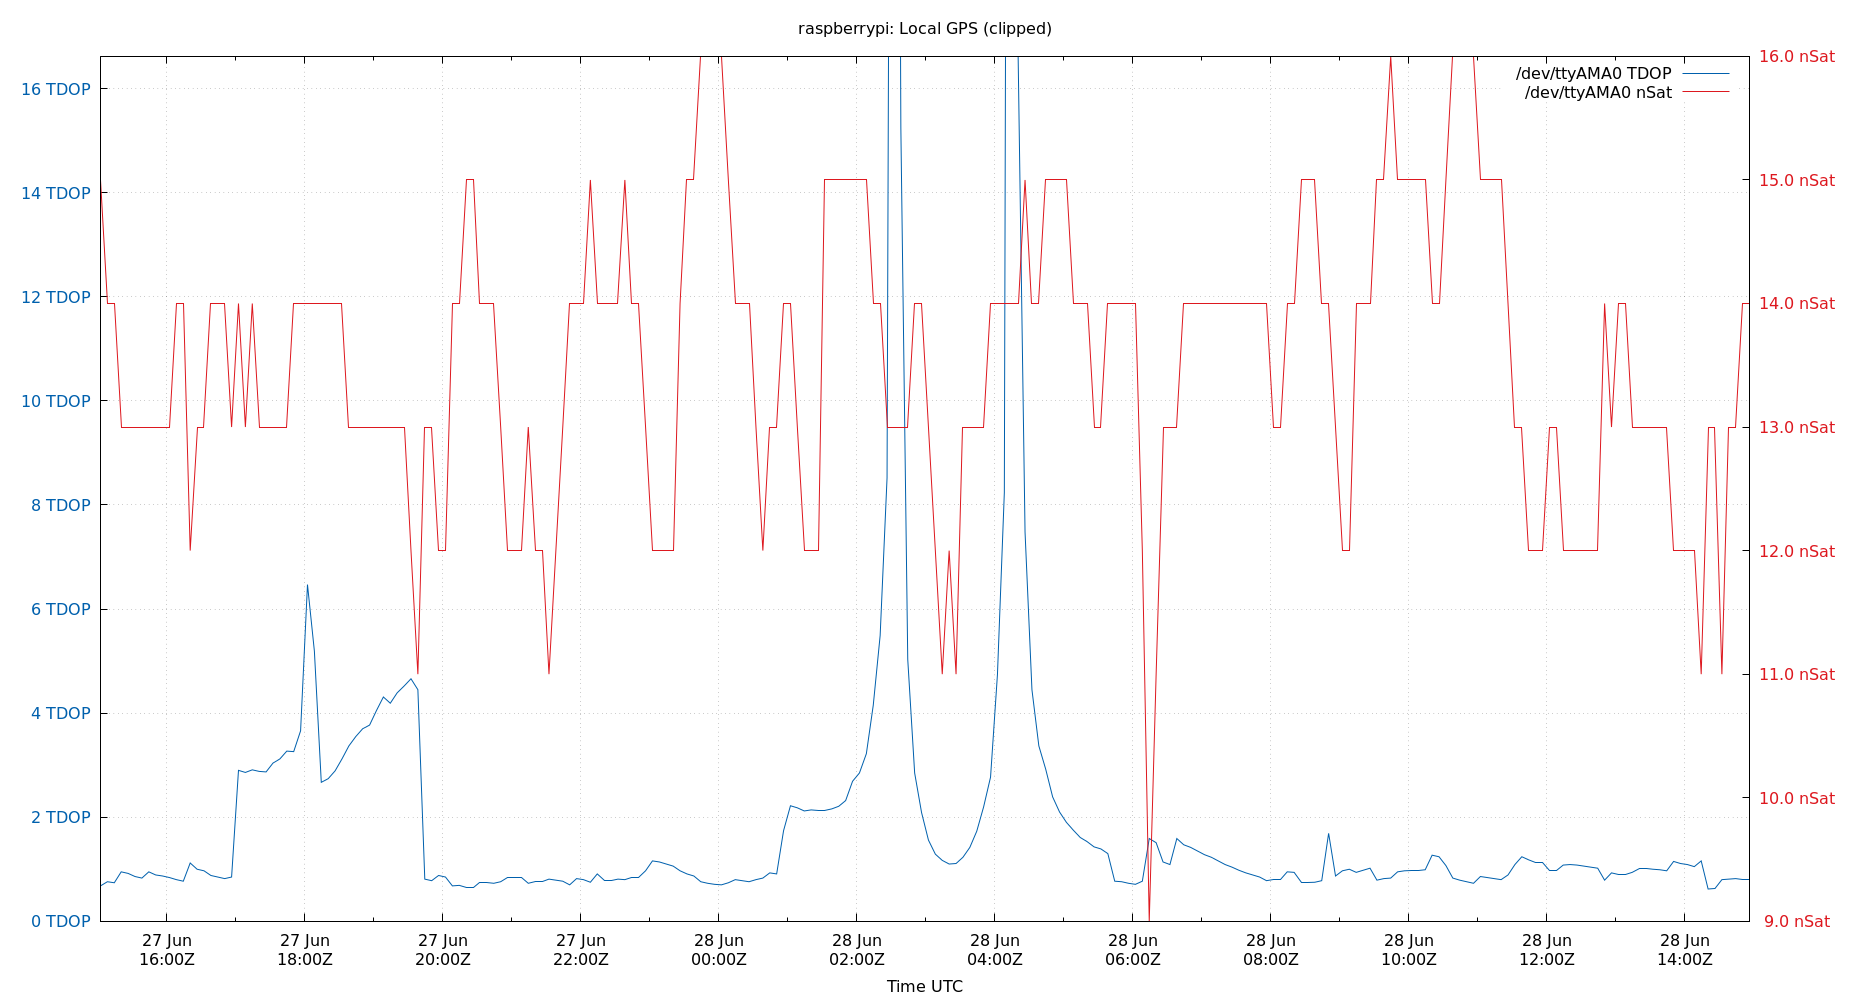 raspberrypi: Local GPS (clipped)
/dev/ttyAMA0 TDOP
/dev/ttyAMA0 nSat
16 TDOP
14 TDOP
12 TDOP
10 TDOP
8 TDOP
6 TDOP
4 TDOP
2 TDOP
0 TDOP
16.0 nSat
15.0 nSat
14.0 nSat
13.0 nSat
12.0 nSat
11.0 nSat
10.0 nSat
9.0 nSat
27 Jun
16:00Z
27 Jun
18:00Z
27 Jun
20:00Z
27 Jun
22:00Z
28 Jun
00:00Z
28 Jun
02:00Z
28 Jun
04:00Z
28 Jun
06:00Z
28 Jun
08:00Z
28 Jun
10:00Z
28 Jun
12:00Z
28 Jun
14:00Z
Time UTC